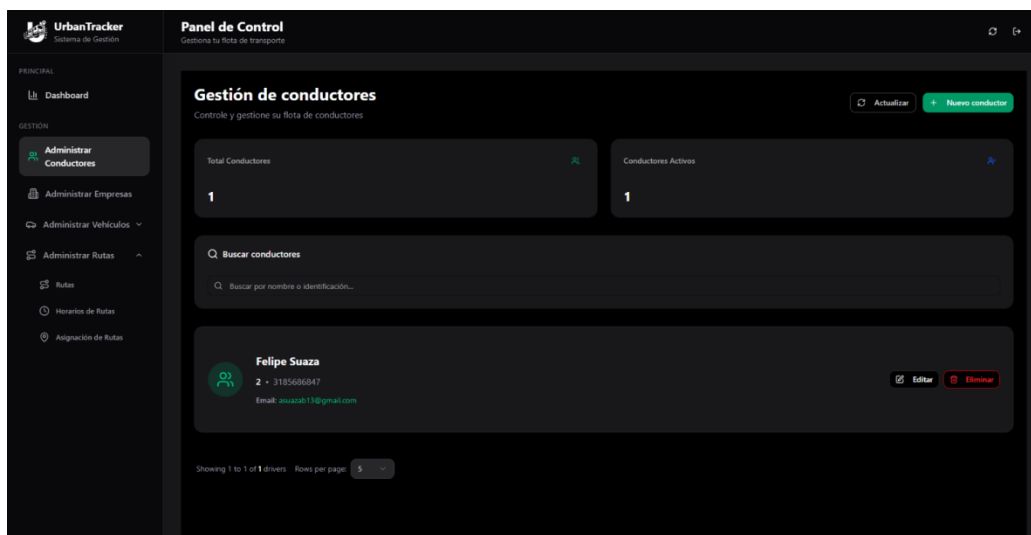 UrbanTracker
Sistema de Gestión
Panel de Control
Gestiona tu flota de transporte
PRINCIPAL
Dashboard
GESTIÓN
Administrar
Conductores
Administrar Empresas
Administrar Vehículos
Administrar Rutas
Rutas
Horarios de Rutas
Asignación de Rutas
Gestión de conductores
Controle y gestione su flota de conductores
Actualizar
+ Nuevo conductor
Total Conductores
1
Conductores Activos
1
Buscar conductores
Buscar por nombre o identificación...
Felipe Suaza
2 • 3185686847
Email: asuazab13@gmail.com
Editar
Eliminar
Showing 1 to 1 of 1 drivers Rows per page: 5